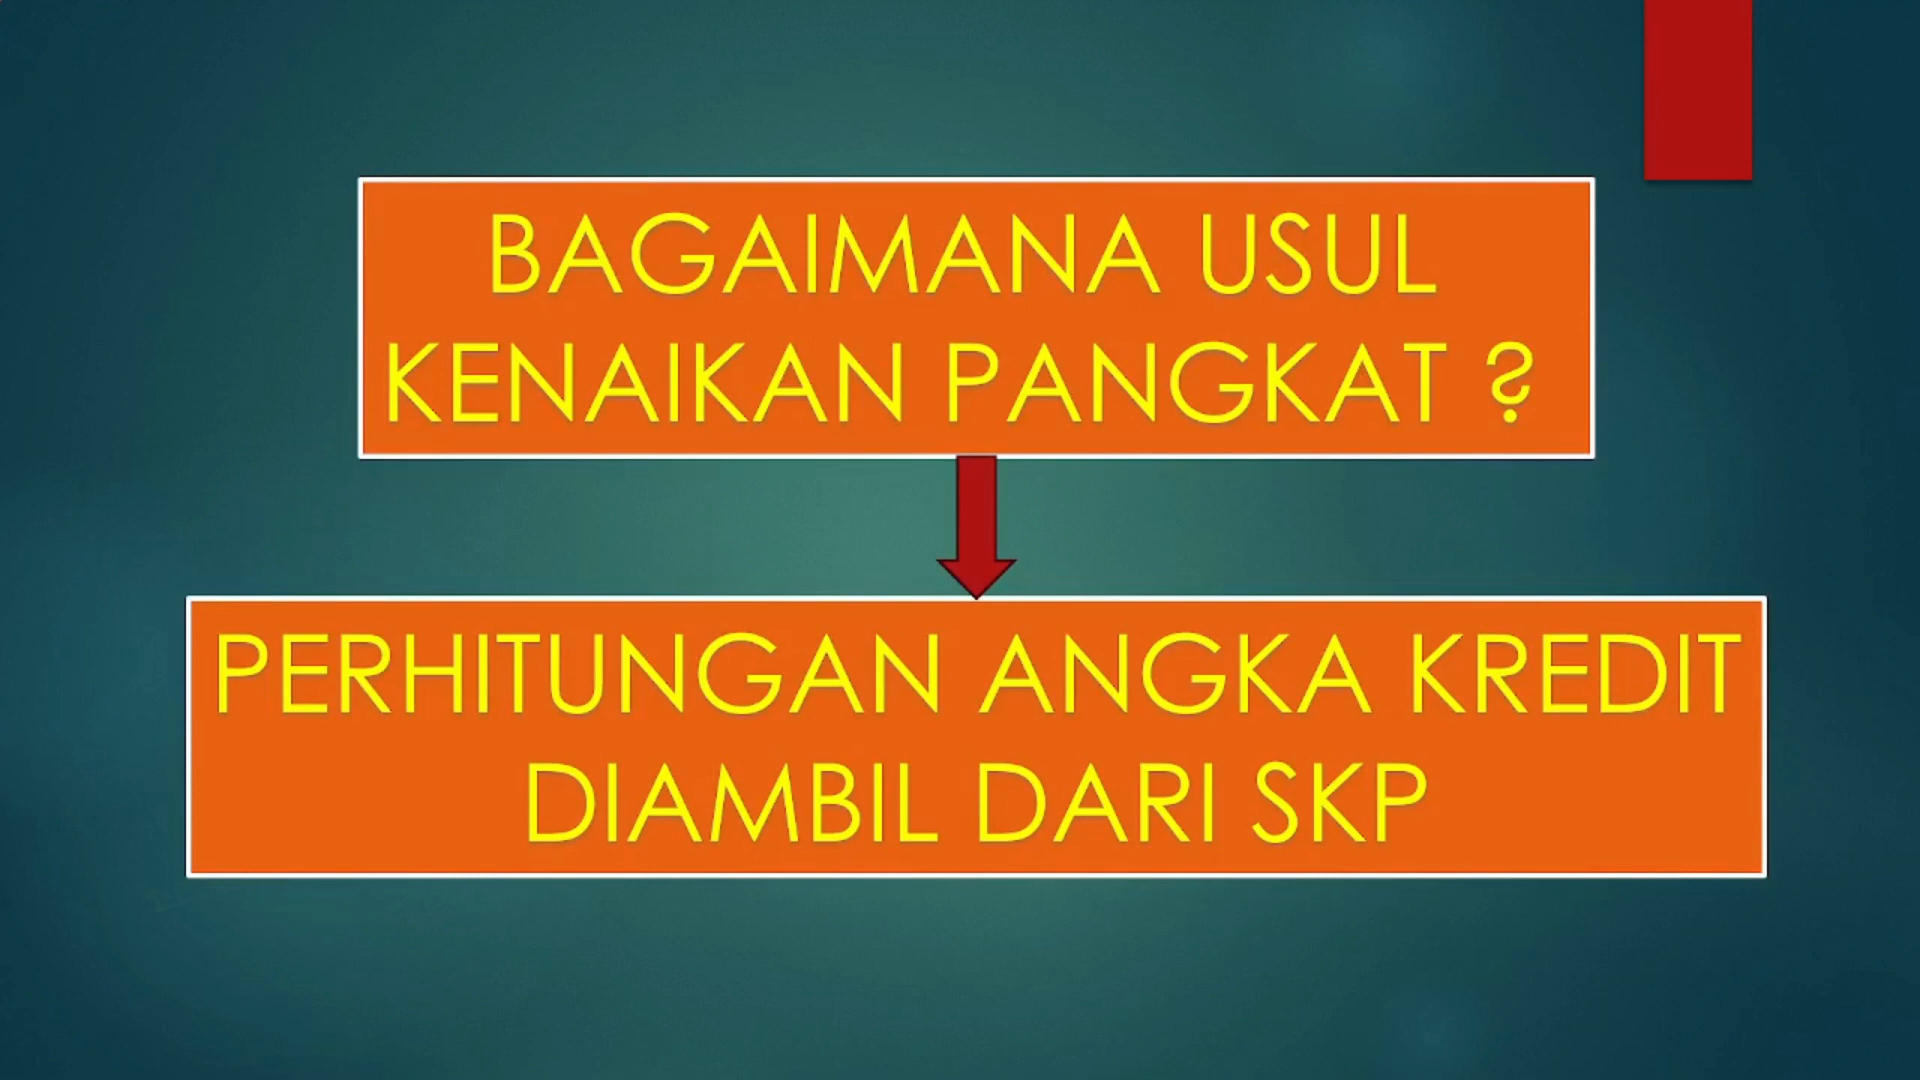 BAGAIMANA USUL
KENAIKAN PANGKAT ?
PERHITUNGAN ANGKA KREDIT
DIAMBIL DARI SKP